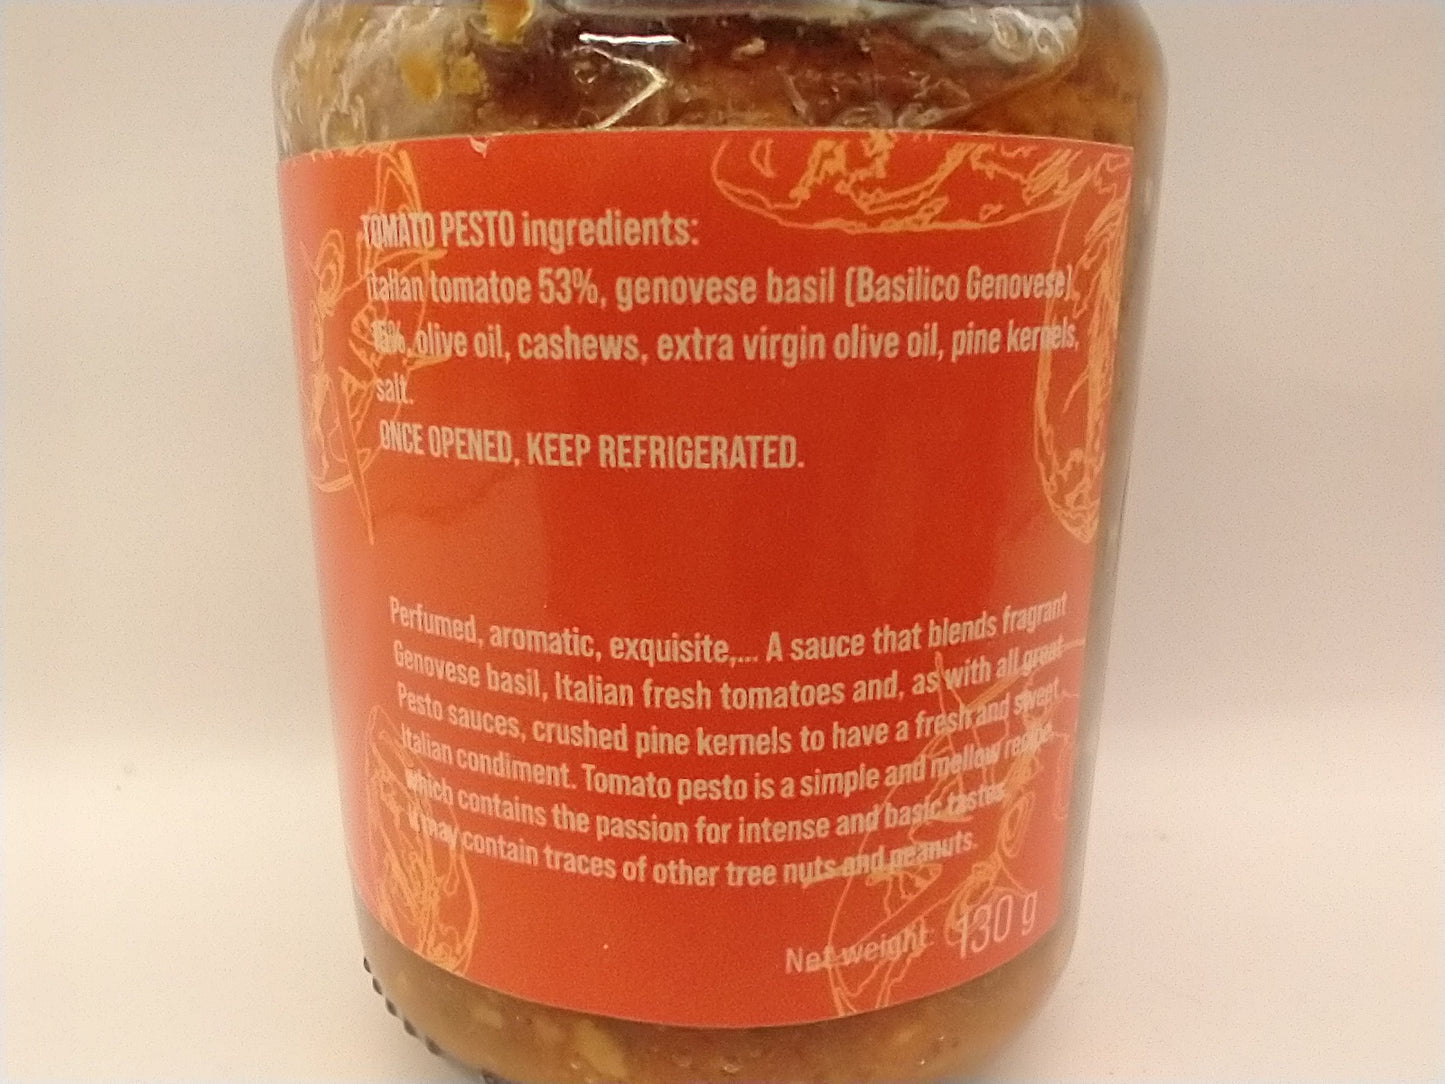 TOMATO PESTO ingredients:
Italian tomatoe 53%, genovese basil (Basilico Genovese)
olive oil, cashews, extra virgin olive oil, pine kernels,
salt.
ONCE OPENED, KEEP REFRIGERATED.
Perfumed, aromatic, exquisite,... A sauce that blends fragrant
Genovese basil, Italian fresh tomatoes and, as with all great
Pesto sauces, crushed pine kernels to have a fresh and sweet
Italian condiment. Tomato pesto is a simple and mellow recipe,
which contains the passion for intense and basic tastes.
It may contain traces of other tree nuts and peanuts.
Net weight: 130 g